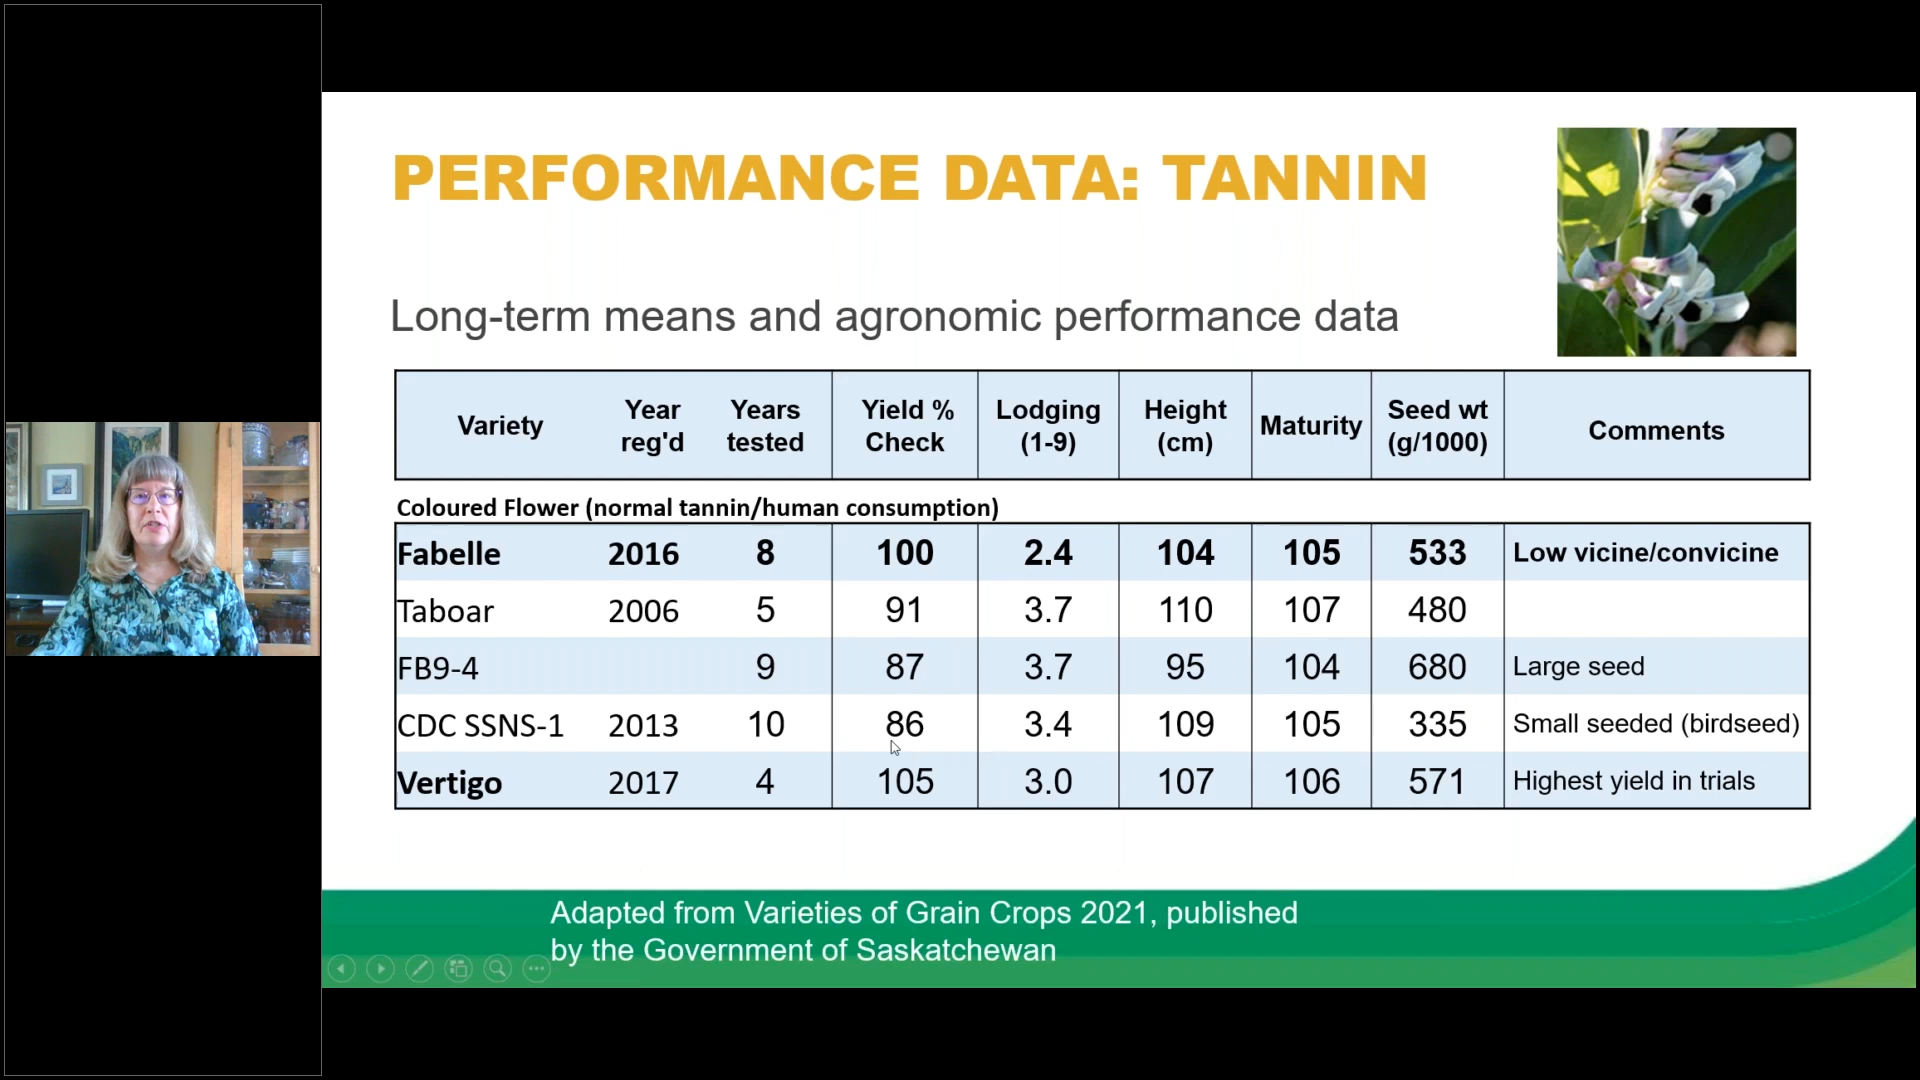 PERFORMANCE DATA: TANNIN
Long-term means and agronomic performance data
Variety Year reg'd Years tested Yield % Check Lodging (1-9) Height (cm) Maturity Seed wt (g/1000) Comments
Coloured Flower (normal tannin/human consumption)
Fabelle 2016 8 100 2.4 104 105 533 Low vicine/convicine
Taboar 2006 5 91 3.7 110 107 480
FB9-4 9 87 3.7 95 104 680 Large seed
CDC SSNS-1 2013 10 86 3.4 109 105 335 Small seeded (birdseed)
Vertigo 2017 4 105 3.0 107 106 571 Highest yield in trials
Adapted from Varieties of Grain Crops 2021, published
by the Government of Saskatchewan